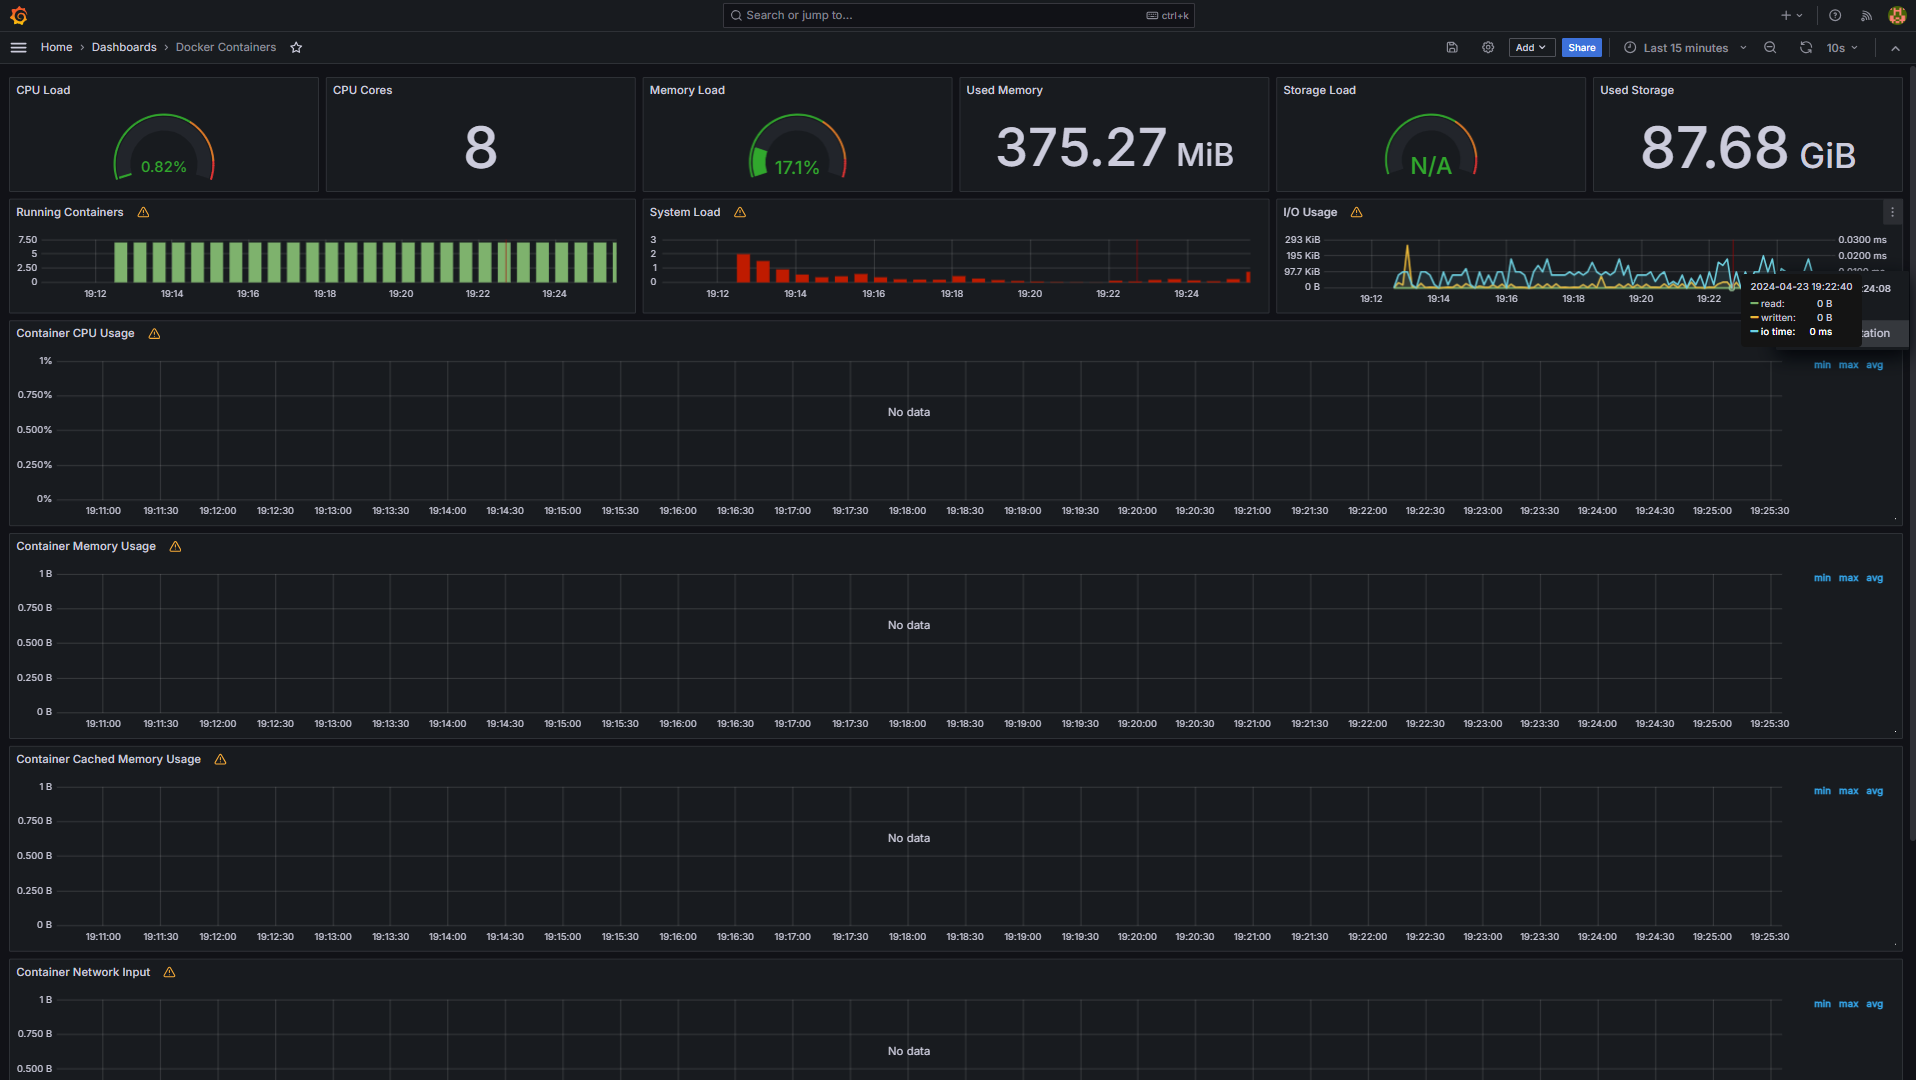 Search or jump to... ctrl+k
Home › Dashboards › Docker Containers
Add Share Last 15 minutes 10s
CPU Load
0.82%
CPU Cores
8
Memory Load
17.1%
Used Memory
375.27 MiB
Storage Load
N/A
Used Storage
87.68 GiB
Running Containers
7.50
5
2.50
0
19:12 19:14 19:16 19:18 19:20 19:22 19:24
System Load
3
2
1
0
19:12 19:14 19:16 19:18 19:20 19:22 19:24
I/O Usage
293 KiB 0.0300 ms
195 KiB 0.0200 ms
97.7 KiB
0 B
19:12 19:14 19:16 19:18 19:20 19:22
2024-04-23 19:22:40
:24:08
read: 0 B
written: 0 B
io time: 0 ms
tation
Container CPU Usage
min max avg
1%
0.750%
No data
0.500%
0.250%
0%
19:11:00 19:11:30 19:12:00 19:12:30 19:13:00 19:13:30 19:14:00 19:14:30 19:15:00 19:15:30 19:16:00 19:16:30 19:17:00 19:17:30 19:18:00 19:18:30 19:19:00 19:19:30 19:20:00 19:20:30 19:21:00 19:21:30 19:22:00 19:22:30 19:23:00 19:23:30 19:24:00 19:24:30 19:25:00 19:25:30
Container Memory Usage
min max avg
1 B
0.750 B
No data
0.500 B
0.250 B
0 B
19:11:00 19:11:30 19:12:00 19:12:30 19:13:00 19:13:30 19:14:00 19:14:30 19:15:00 19:15:30 19:16:00 19:16:30 19:17:00 19:17:30 19:18:00 19:18:30 19:19:00 19:19:30 19:20:00 19:20:30 19:21:00 19:21:30 19:22:00 19:22:30 19:23:00 19:23:30 19:24:00 19:24:30 19:25:00 19:25:30
Container Cached Memory Usage
min max avg
1 B
0.750 B
No data
0.500 B
0.250 B
0 B
19:11:00 19:11:30 19:12:00 19:12:30 19:13:00 19:13:30 19:14:00 19:14:30 19:15:00 19:15:30 19:16:00 19:16:30 19:17:00 19:17:30 19:18:00 19:18:30 19:19:00 19:19:30 19:20:00 19:20:30 19:21:00 19:21:30 19:22:00 19:22:30 19:23:00 19:23:30 19:24:00 19:24:30 19:25:00 19:25:30
Container Network Input
min max avg
1 B
0.750 B
No data
0.500 B